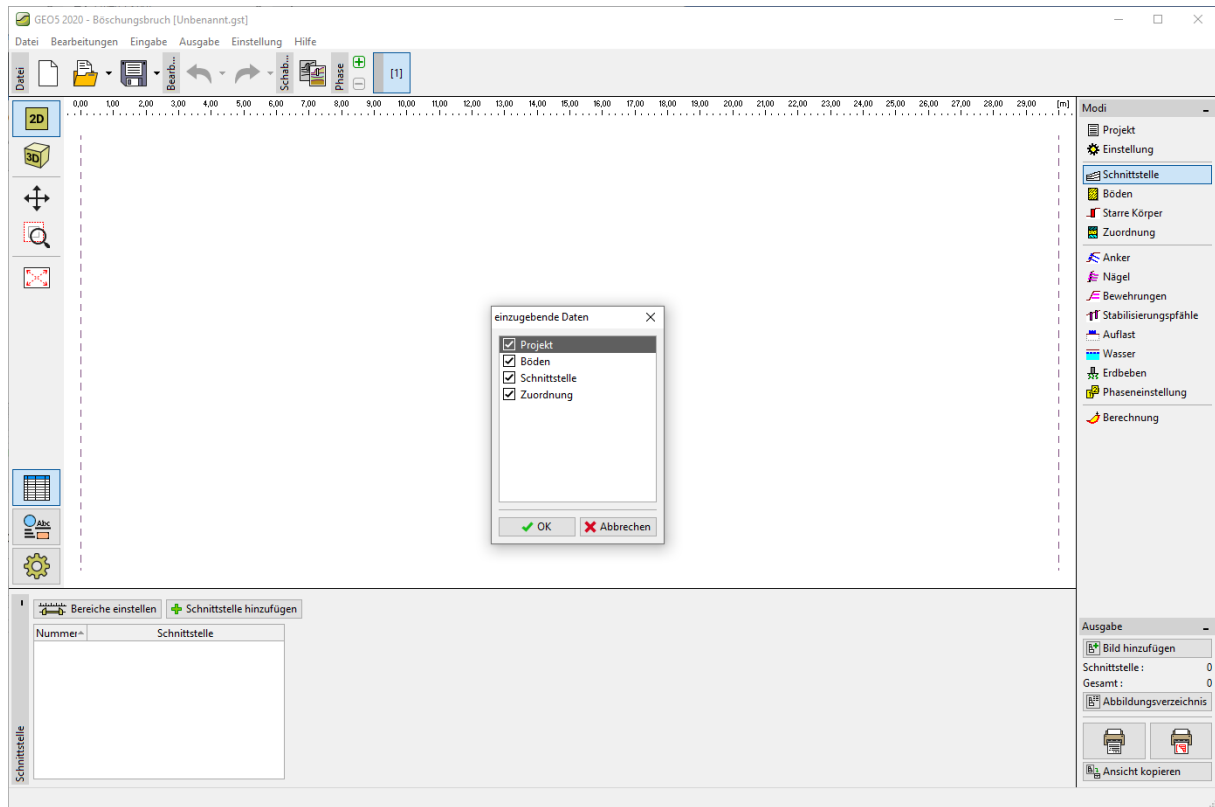 GEO5 2020 - Böschungsbruch [Unbenannt.gst]
Datei Bearbeitungen Eingabe Ausgabe Einstellung Hilfe
Datei
Bearb...
Schab...
Phase
[1]
2D
3D
0,00 1,00 2,00 3,00 4,00 5,00 6,00 7,00 8,00 9,00 10,00 11,00 12,00 13,00 14,00 15,00 16,00 17,00 18,00 19,00 20,00 21,00 22,00 23,00 24,00 25,00 26,00 27,00 28,00 29,00 [m]
Abc
einzugebende Daten
Projekt
Böden
Schnittstelle
Zuordnung
OK
Abbrechen
Modi
Projekt
Einstellung
Schnittstelle
Böden
Starre Körper
Zuordnung
Anker
Nägel
Bewehrungen
Stabilisierungspfähle
Auflast
Wasser
Erdbeben
Phaseneinstellung
Berechnung
Bereiche einstellen
Schnittstelle hinzufügen
Nummer
Schnittstelle
Schnittstelle
Ausgabe
Bild hinzufügen
Schnittstelle : 0
Gesamt : 0
Abbildungsverzeichnis
Ansicht kopieren